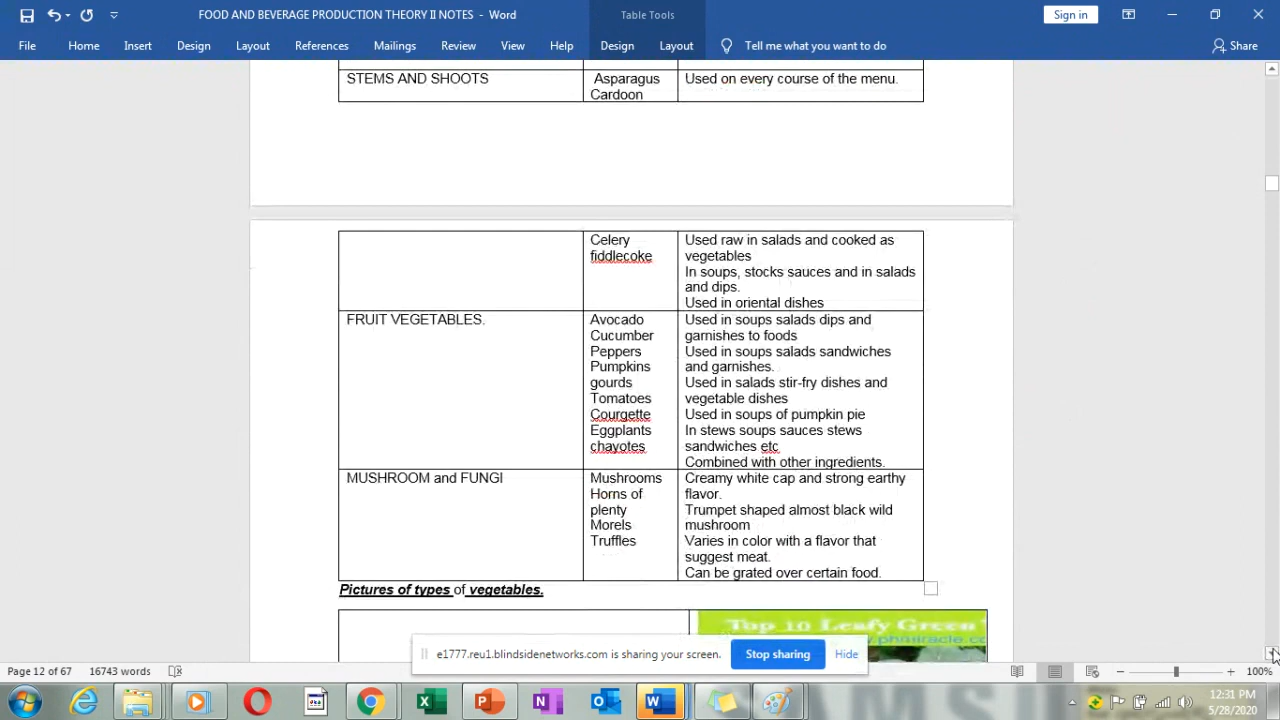 FOOD AND BEVERAGE PRODUCTION THEORY II NOTES - Word
Table Tools
Sign in
File
Home
Insert
Design
Layout
References
Mailings
Review
View
Help
Design
Layout
Tell me what you want to do
Share
STEMS AND SHOOTS
Asparagus
Cardoon
Used on every course of the menu.
Celery
fiddlecoke
Used raw in salads and cooked as
vegetables
In soups, stocks sauces and in salads
and dips.
Used in oriental dishes
FRUIT VEGETABLES.
Avocado
Cucumber
Peppers
Pumpkins
gourds
Tomatoes
Courgette
Eggplants
chayotes
Used in soups salads dips and
garnishes to foods
Used in soups salads sandwiches
and garnishes.
Used in salads stir-fry dishes and
vegetable dishes
Used in soups of pumpkin pie
In stews soups sauces stews
sandwiches etc
Combined with other ingredients.
MUSHROOM and FUNGI
Mushrooms
Horns of
plenty
Morels
Truffles
Creamy white cap and strong earthy
flavor.
Trumpet shaped almost black wild
mushroom
Varies in color with a flavor that
suggest meat.
Can be grated over certain food.
Pictures of types of vegetables.
Top 10 Leafy Green
e1777.reu1.blindsidenetworks.com is sharing your screen.
Stop sharing
Hide
Page 12 of 67
16743 words
100%
12:31 PM
5/28/2020